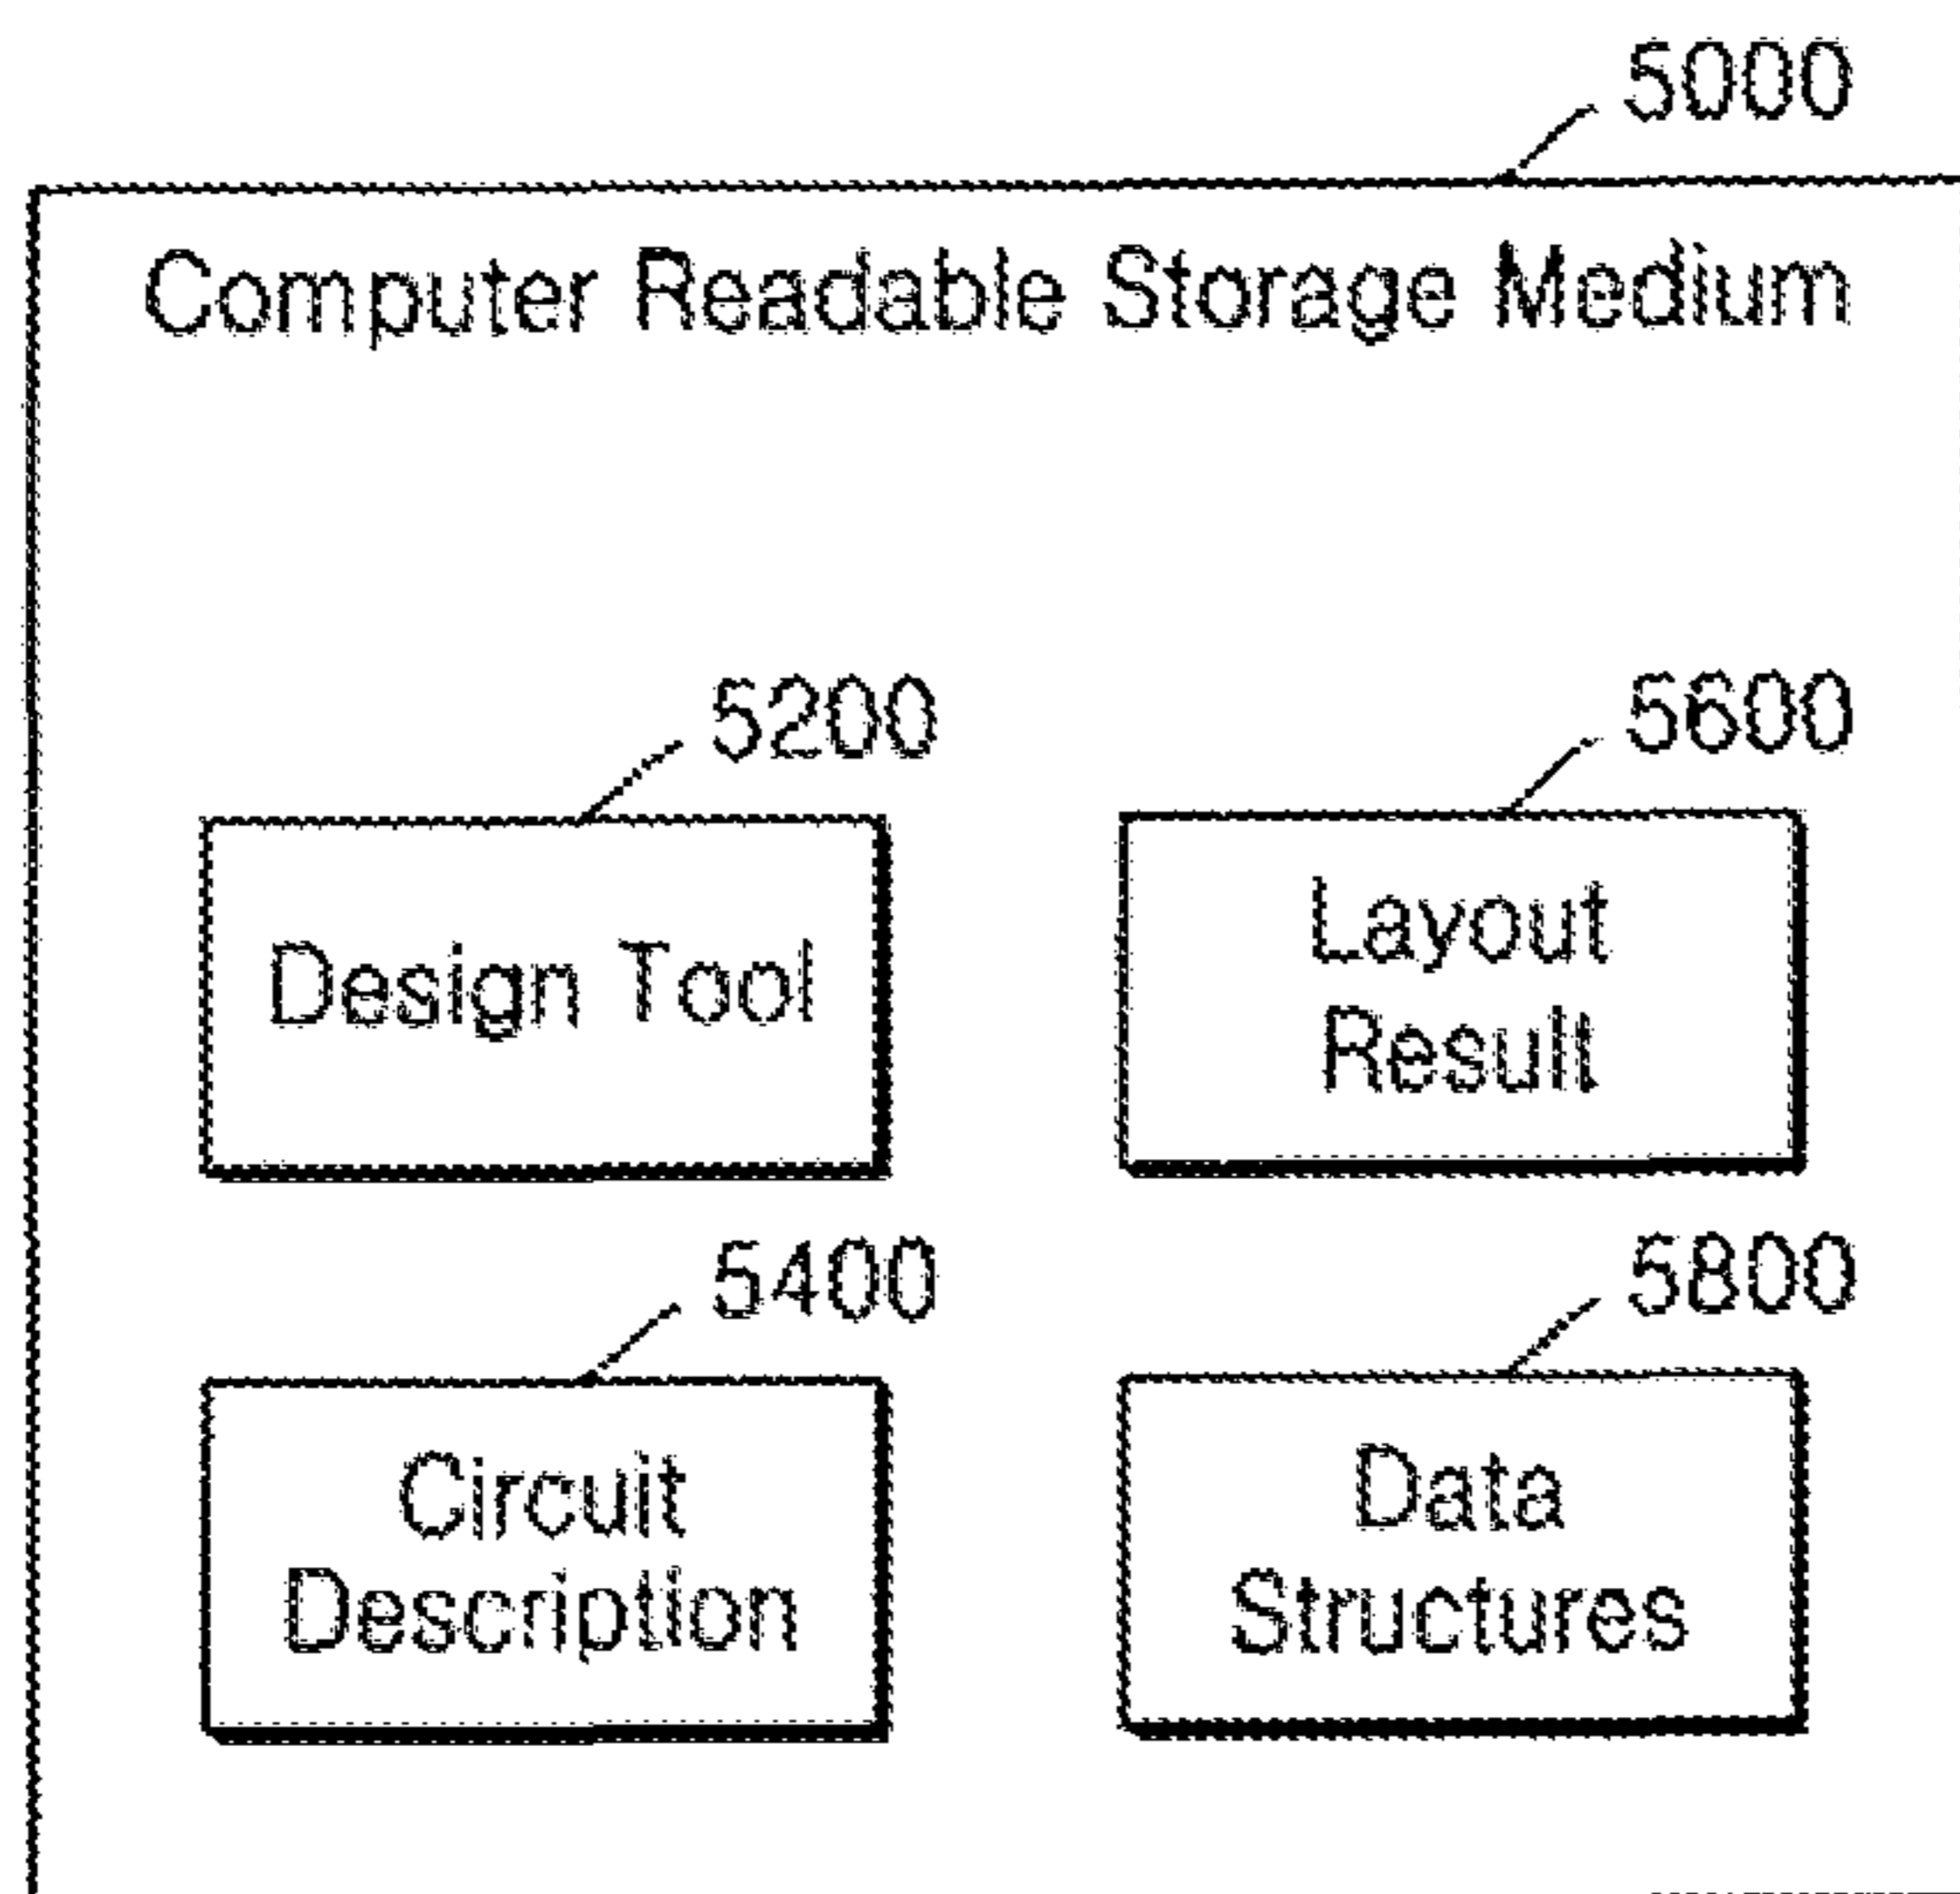 5000
Computer Readable Storage Medium
5200
Design Tool
5600
Layout
Result
5400
Circuit
Description
5800
Data
Structures